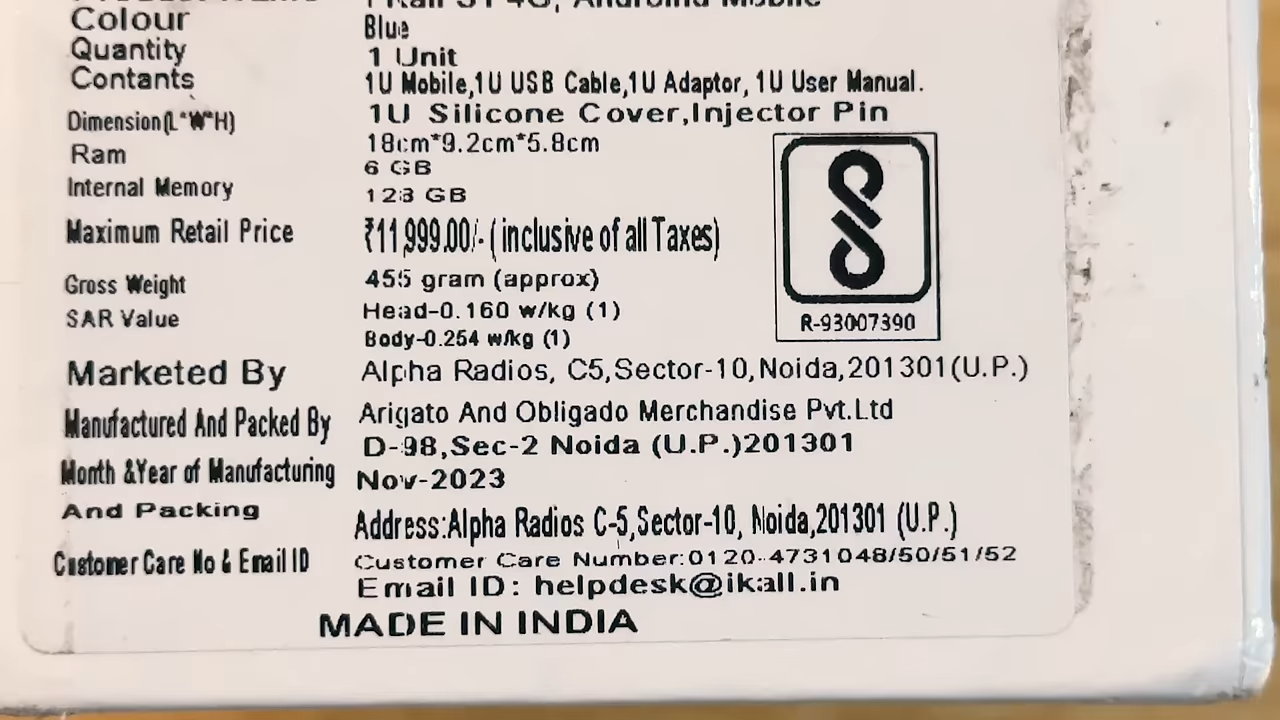 Colour Blue
Quantity 1 Unit
Contants 1U Mobile,1U USB Cable,1U Adaptor, 1U User Manual.
1U Silicone Cover,Injector Pin
Dimension(L*W*H) 18cm*9.2cm*5.8cm
Ram 6 GB
Internal Memory 128 GB
Maximum Retail Price ₹11,999.00/- ( inclusive of all Taxes)
Gross Weight 455 gram (approx)
SAR Value Head-0.160 w/kg (1)
Body-0.254 w/kg (1)
R-93007390
Marketed By Alpha Radios, C5,Sector-10,Noida,201301(U.P.)
Manufactured And Packed By Arigato And Obligado Merchandise Pvt.Ltd
D-98,Sec-2 Noida (U.P.)201301
Month &Year of Manufacturing Nov-2023
And Packing
Address:Alpha Radios C-5,Sector-10, Noida,201301 (U.P.)
Customer Care No & Email ID Customer Care Number:0120-4731048/50/51/52
Email ID: helpdesk@ikall.in
MADE IN INDIA